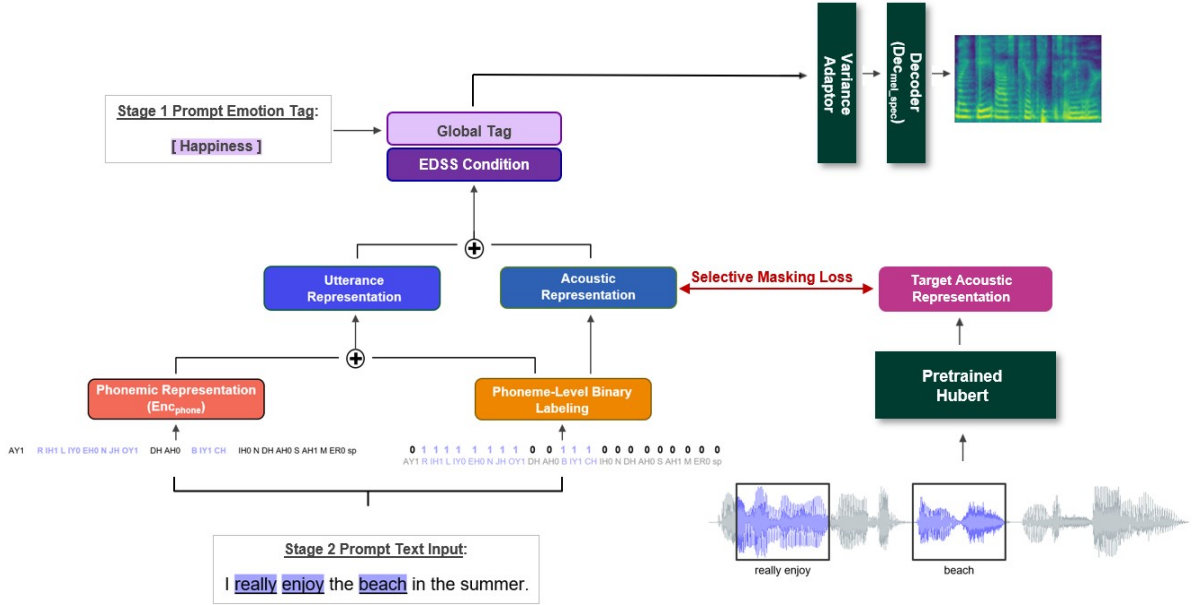 Stage 1 Prompt Emotion Tag:
[ Happiness ]
Global Tag
EDSS Condition
Variance
Adaptor
Decoder
(Dec_mel_spec)
Utterance
Representation
Acoustic
Representation
Selective Masking Loss
Target Acoustic
Representation
Phonemic Representation
(Enc_phone)
Phoneme-Level Binary
Labeling
Pretrained
Hubert
AY1 R IH1 L IY0 EH0 N JH OY1 DH AH0 B IY1 CH IH0 N DH AH0 S AH1 M ER0 sp
0 1 1 1 1 1 1 1 1 0 0 1 1 1 0 0 0 0 0 0 0 0 0
AY1 R IH1 L IY0 EH0 N JH OY1 DH AH0 B IY1 CH IH0 N DH AH0 S AH1 M ER0 sp
Stage 2 Prompt Text Input:
I really enjoy the beach in the summer.
really enjoy
beach